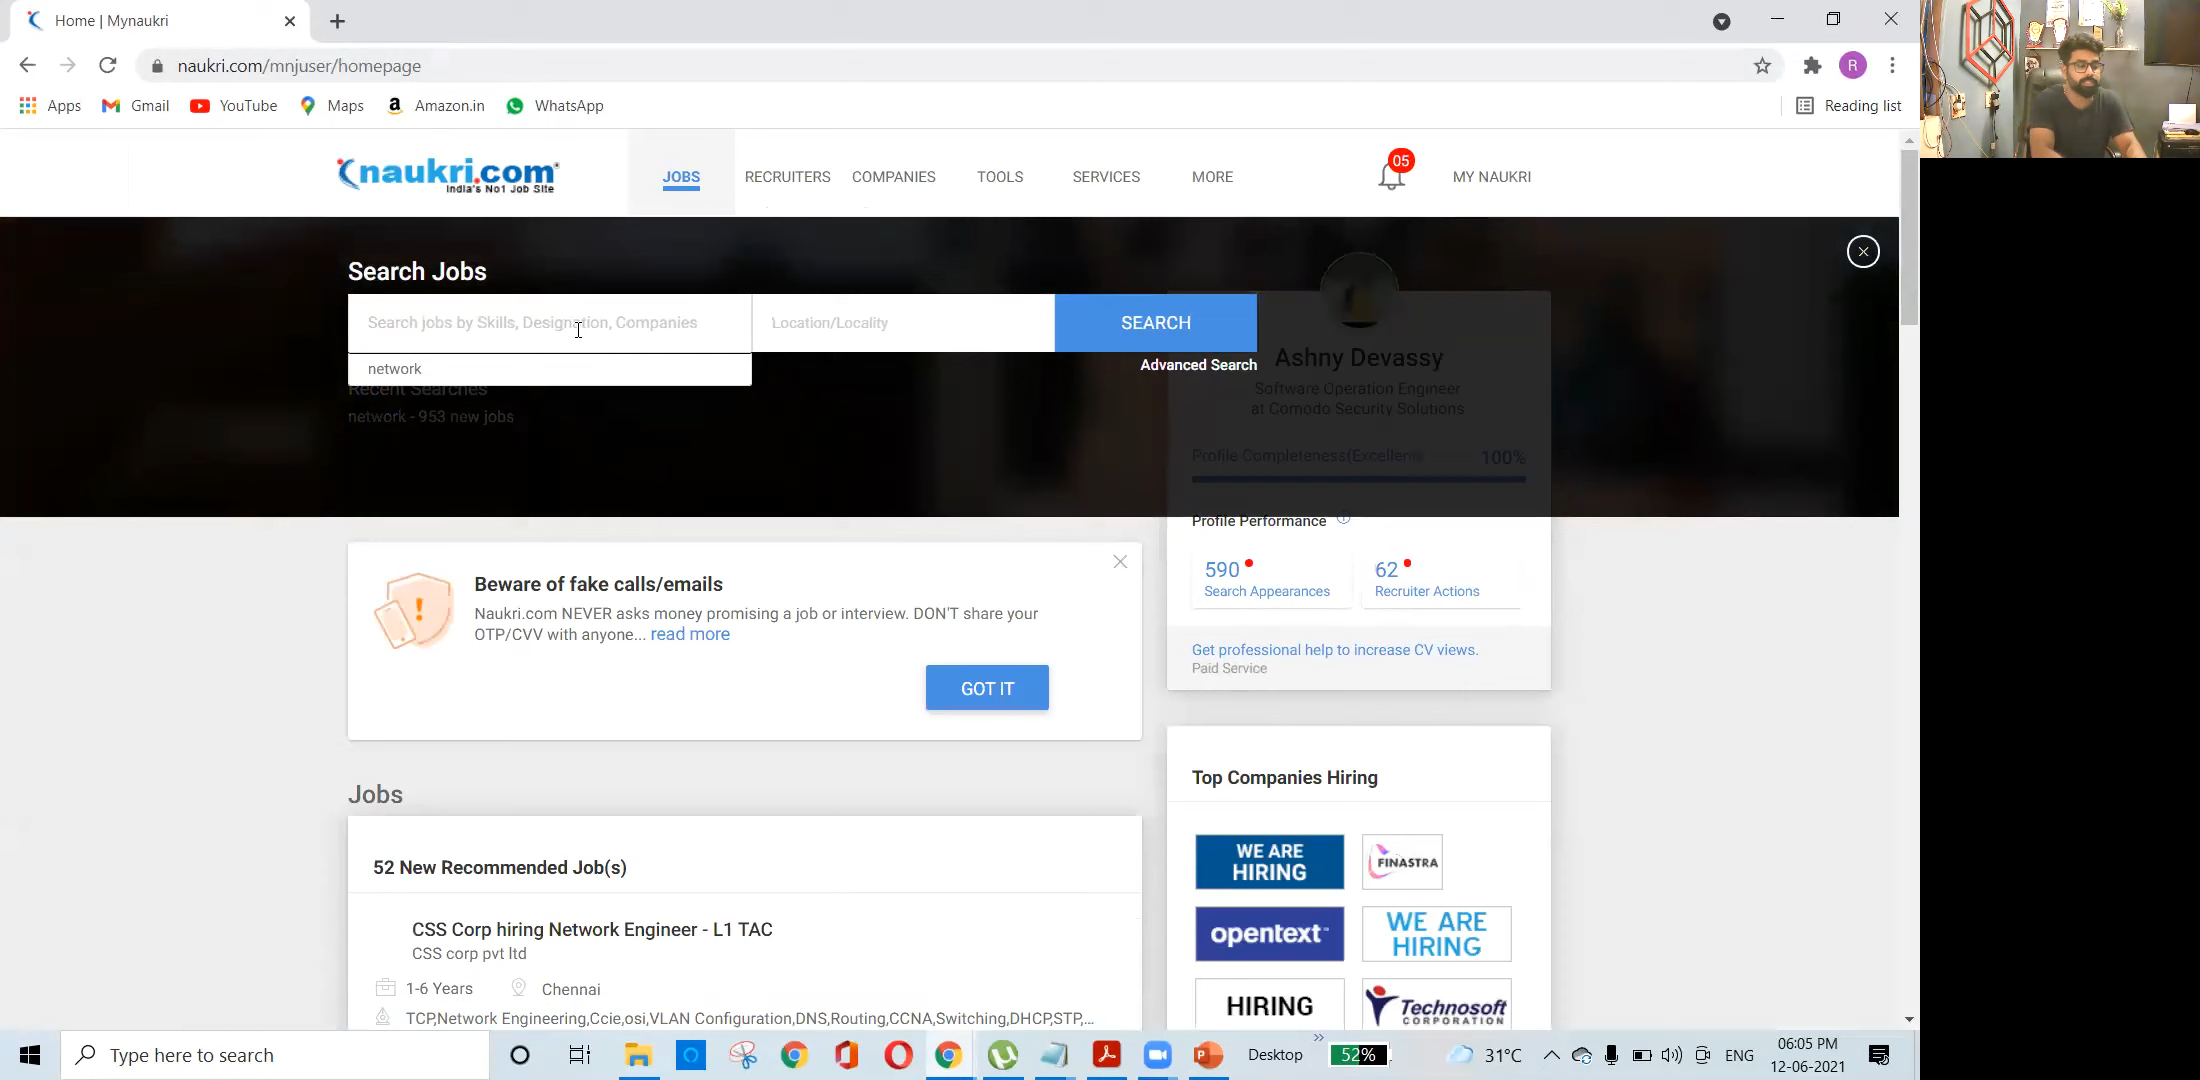 Home | Mynaukri
naukri.com/mnjuser/homepage
R
Apps
Gmail
YouTube
Maps
Amazon.in
WhatsApp
Reading list
naukri.com
India's No1 Job Site
JOBS
RECRUITERS
COMPANIES
TOOLS
SERVICES
MORE
05
MY NAUKRI
Search Jobs
Search jobs by Skills, Designation, Companies
Location/Locality
SEARCH
network
Advanced Search
Recent Searches
network - 953 new jobs
Ashny Devassy
Software Operation Engineer
at Comodo Security Solutions
Profile Completeness(Excellent)
100%
Profile Performance
590
Search Appearances
62
Recruiter Actions
Get professional help to increase CV views.
Paid Service
Beware of fake calls/emails
Naukri.com NEVER asks money promising a job or interview. DON'T share your
OTP/CVV with anyone... read more
GOT IT
Jobs
52 New Recommended Job(s)
CSS Corp hiring Network Engineer - L1 TAC
CSS corp pvt ltd
1-6 Years
Chennai
TCP,Network Engineering,Ccie,osi,VLAN Configuration,DNS,Routing,CCNA,Switching,DHCP,STP,...
Top Companies Hiring
WE ARE
HIRING
FINASTRA
opentext™
WE ARE
HIRING
HIRING
Technosoft
CORPORATION
Type here to search
Desktop
52%
31°C
ENG
06:05 PM
12-06-2021